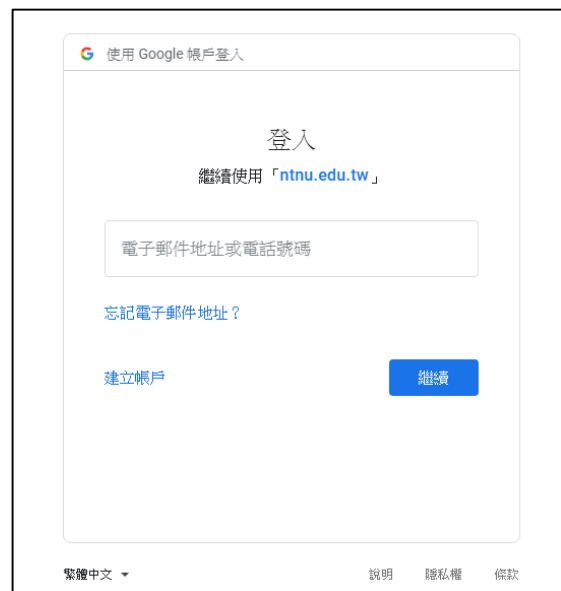 使用 Google 帳戶登入
登入
繼續使用「ntnu.edu.tw」
電子郵件地址或電話號碼
忘記電子郵件地址？
建立帳戶 繼續
繁體中文 說明 隱私權 條款